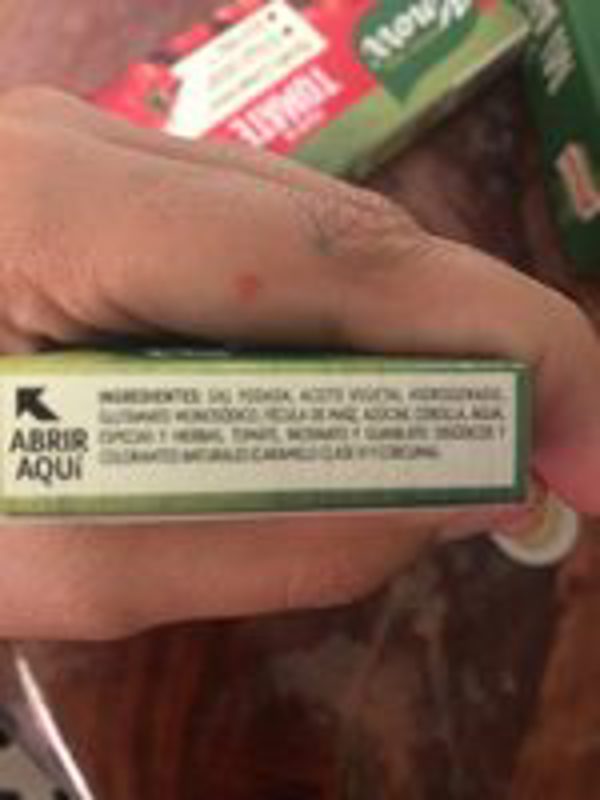 Knorr
TOMATE
ABRIR
AQUÍ
INGREDIENTES: SAL YODADA, ACEITE VEGETAL HIDROGENADO,
GLUTAMATO MONOSÓDICO, FÉCULA DE MAÍZ, AZÚCAR, CEBOLLA, AGUA,
ESPECIAS Y HIERBAS, TOMATE, INOSINATO Y GUANILATO DISÓDICOS Y
COLORANTES NATURALES (CARAMELO CLASE IV Y CÚRCUMA).